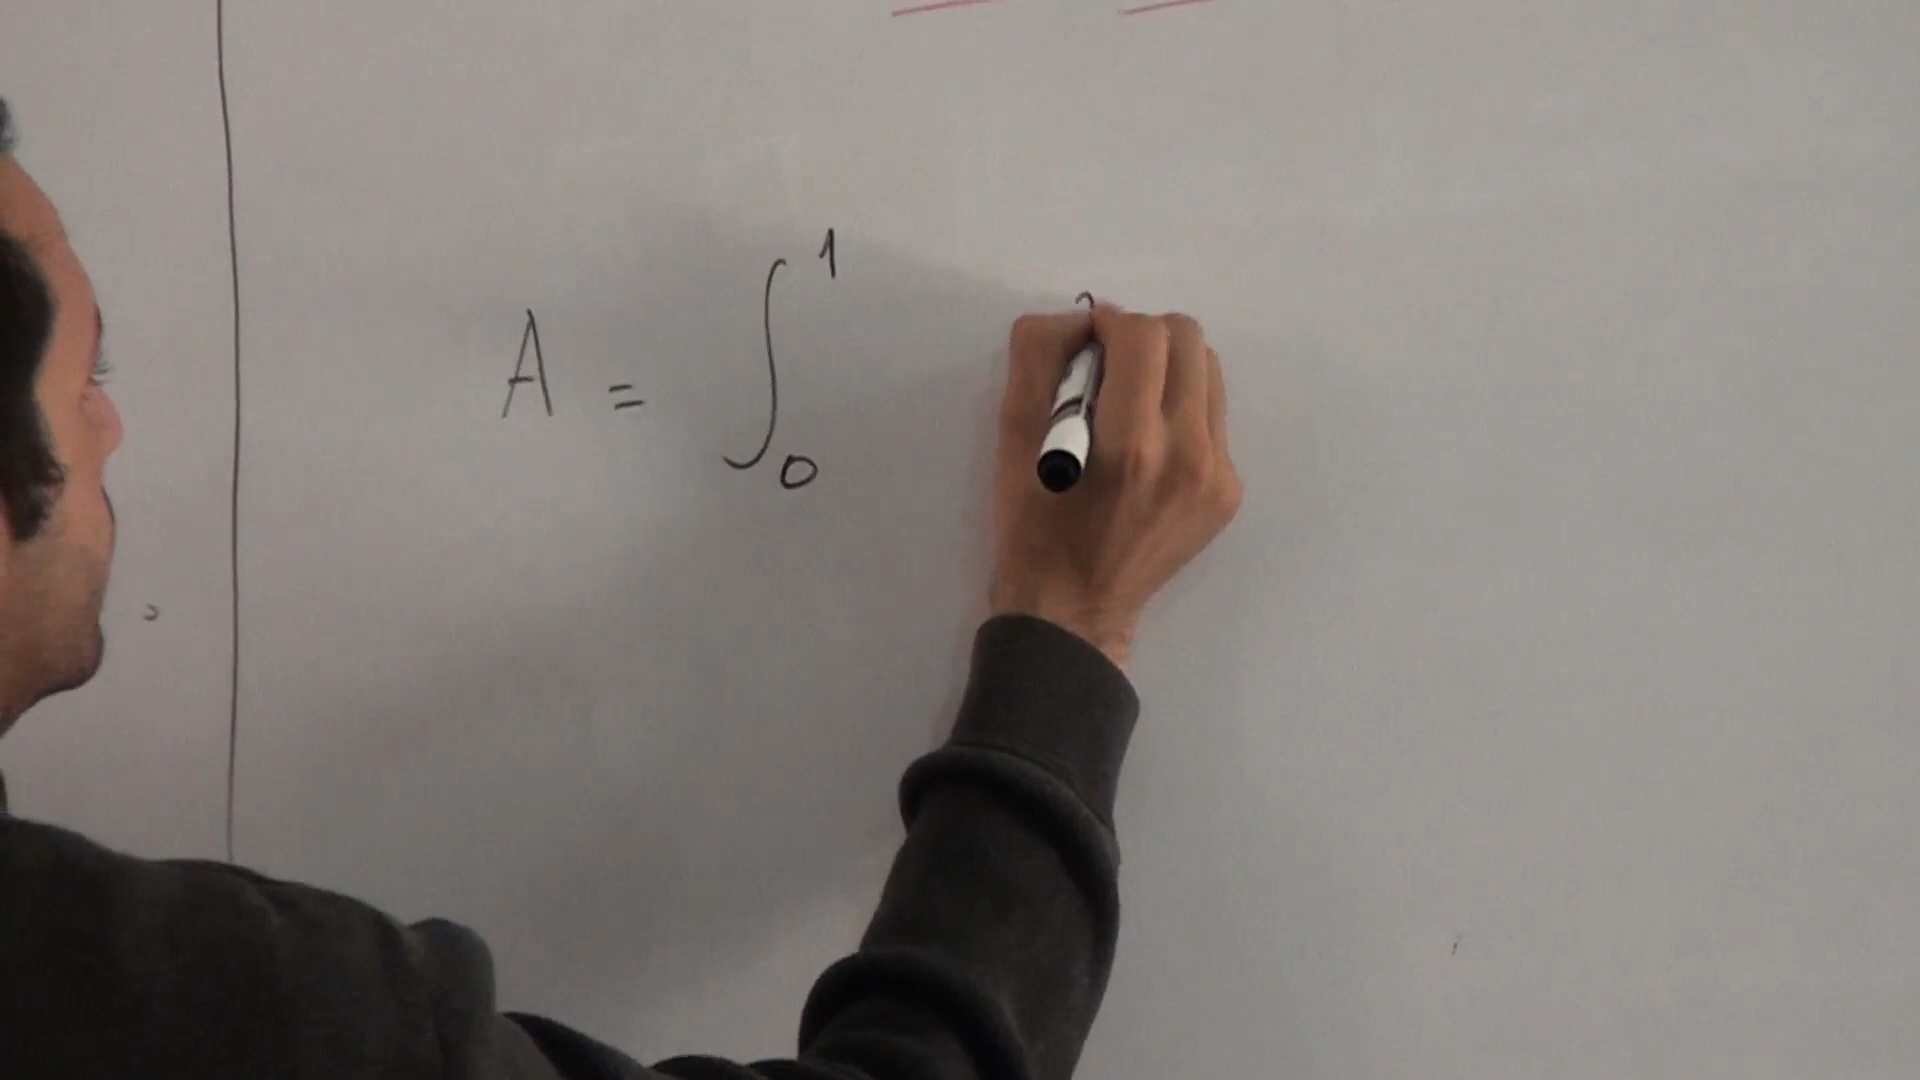 A = ∫₀¹